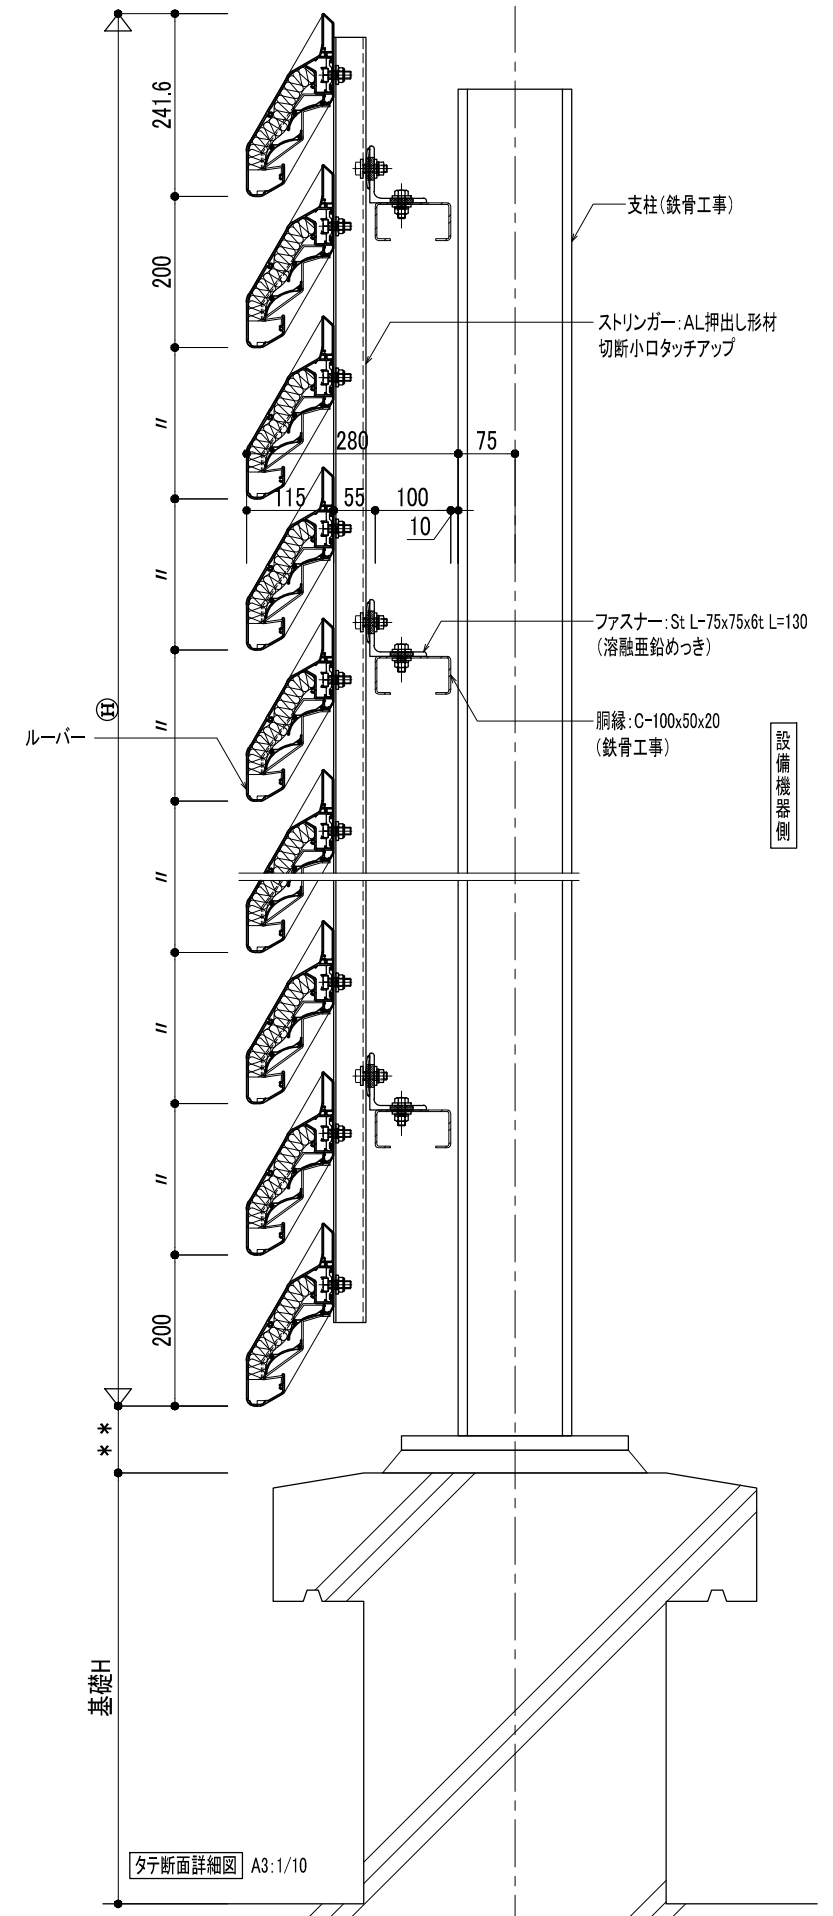 241.6
支柱(鉄骨工事)
200
ストリンガー:AL押出し形材
切断小口タッチアップ
〃
280
75
115
55
100
10
〃
ファスナー:St L-75x75x6t L=130
(溶融亜鉛めっき)
Ⓗ
〃
胴縁:C-100x50x20
(鉄骨工事)
ルーバー
設備機器側
〃
〃
〃
200
**
基礎H
タテ断面詳細図 A3:1/10